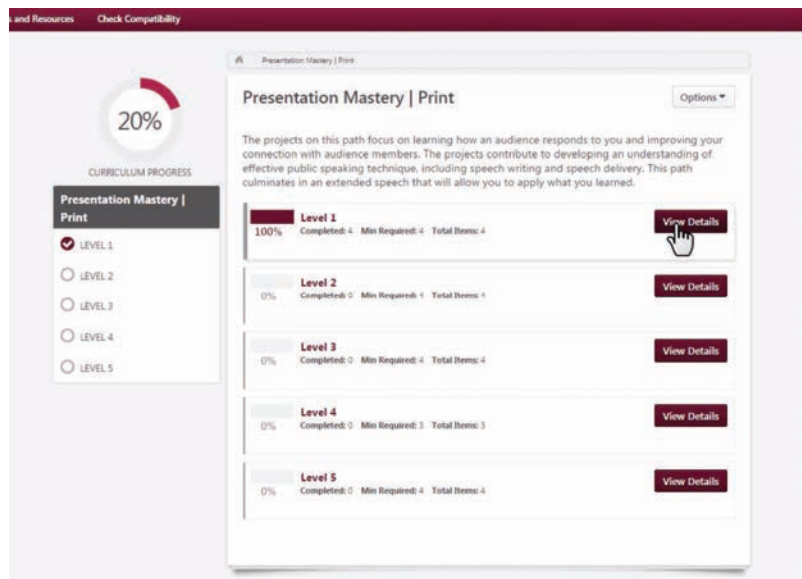 s and Resources Check Compatibility
Presentation Mastery | Print
20%
CURRICULUM PROGRESS
Presentation Mastery |
Print
LEVEL 1
LEVEL 2
LEVEL 3
LEVEL 4
LEVEL 5
Presentation Mastery | Print
Options
The projects on this path focus on learning how an audience responds to you and improving your
connection with audience members. The projects contribute to developing an understanding of
effective public speaking technique, including speech writing and speech delivery. This path
culminates in an extended speech that will allow you to apply what you learned.
Level 1
100% Completed: 4 Min Required: 4 Total Items: 4
View Details
Level 2
0% Completed: 0 Min Required: 4 Total Items: 4
View Details
Level 3
0% Completed: 0 Min Required: 4 Total Items: 4
View Details
Level 4
0% Completed: 0 Min Required: 3 Total Items: 3
View Details
Level 5
0% Completed: 0 Min Required: 4 Total Items: 4
View Details